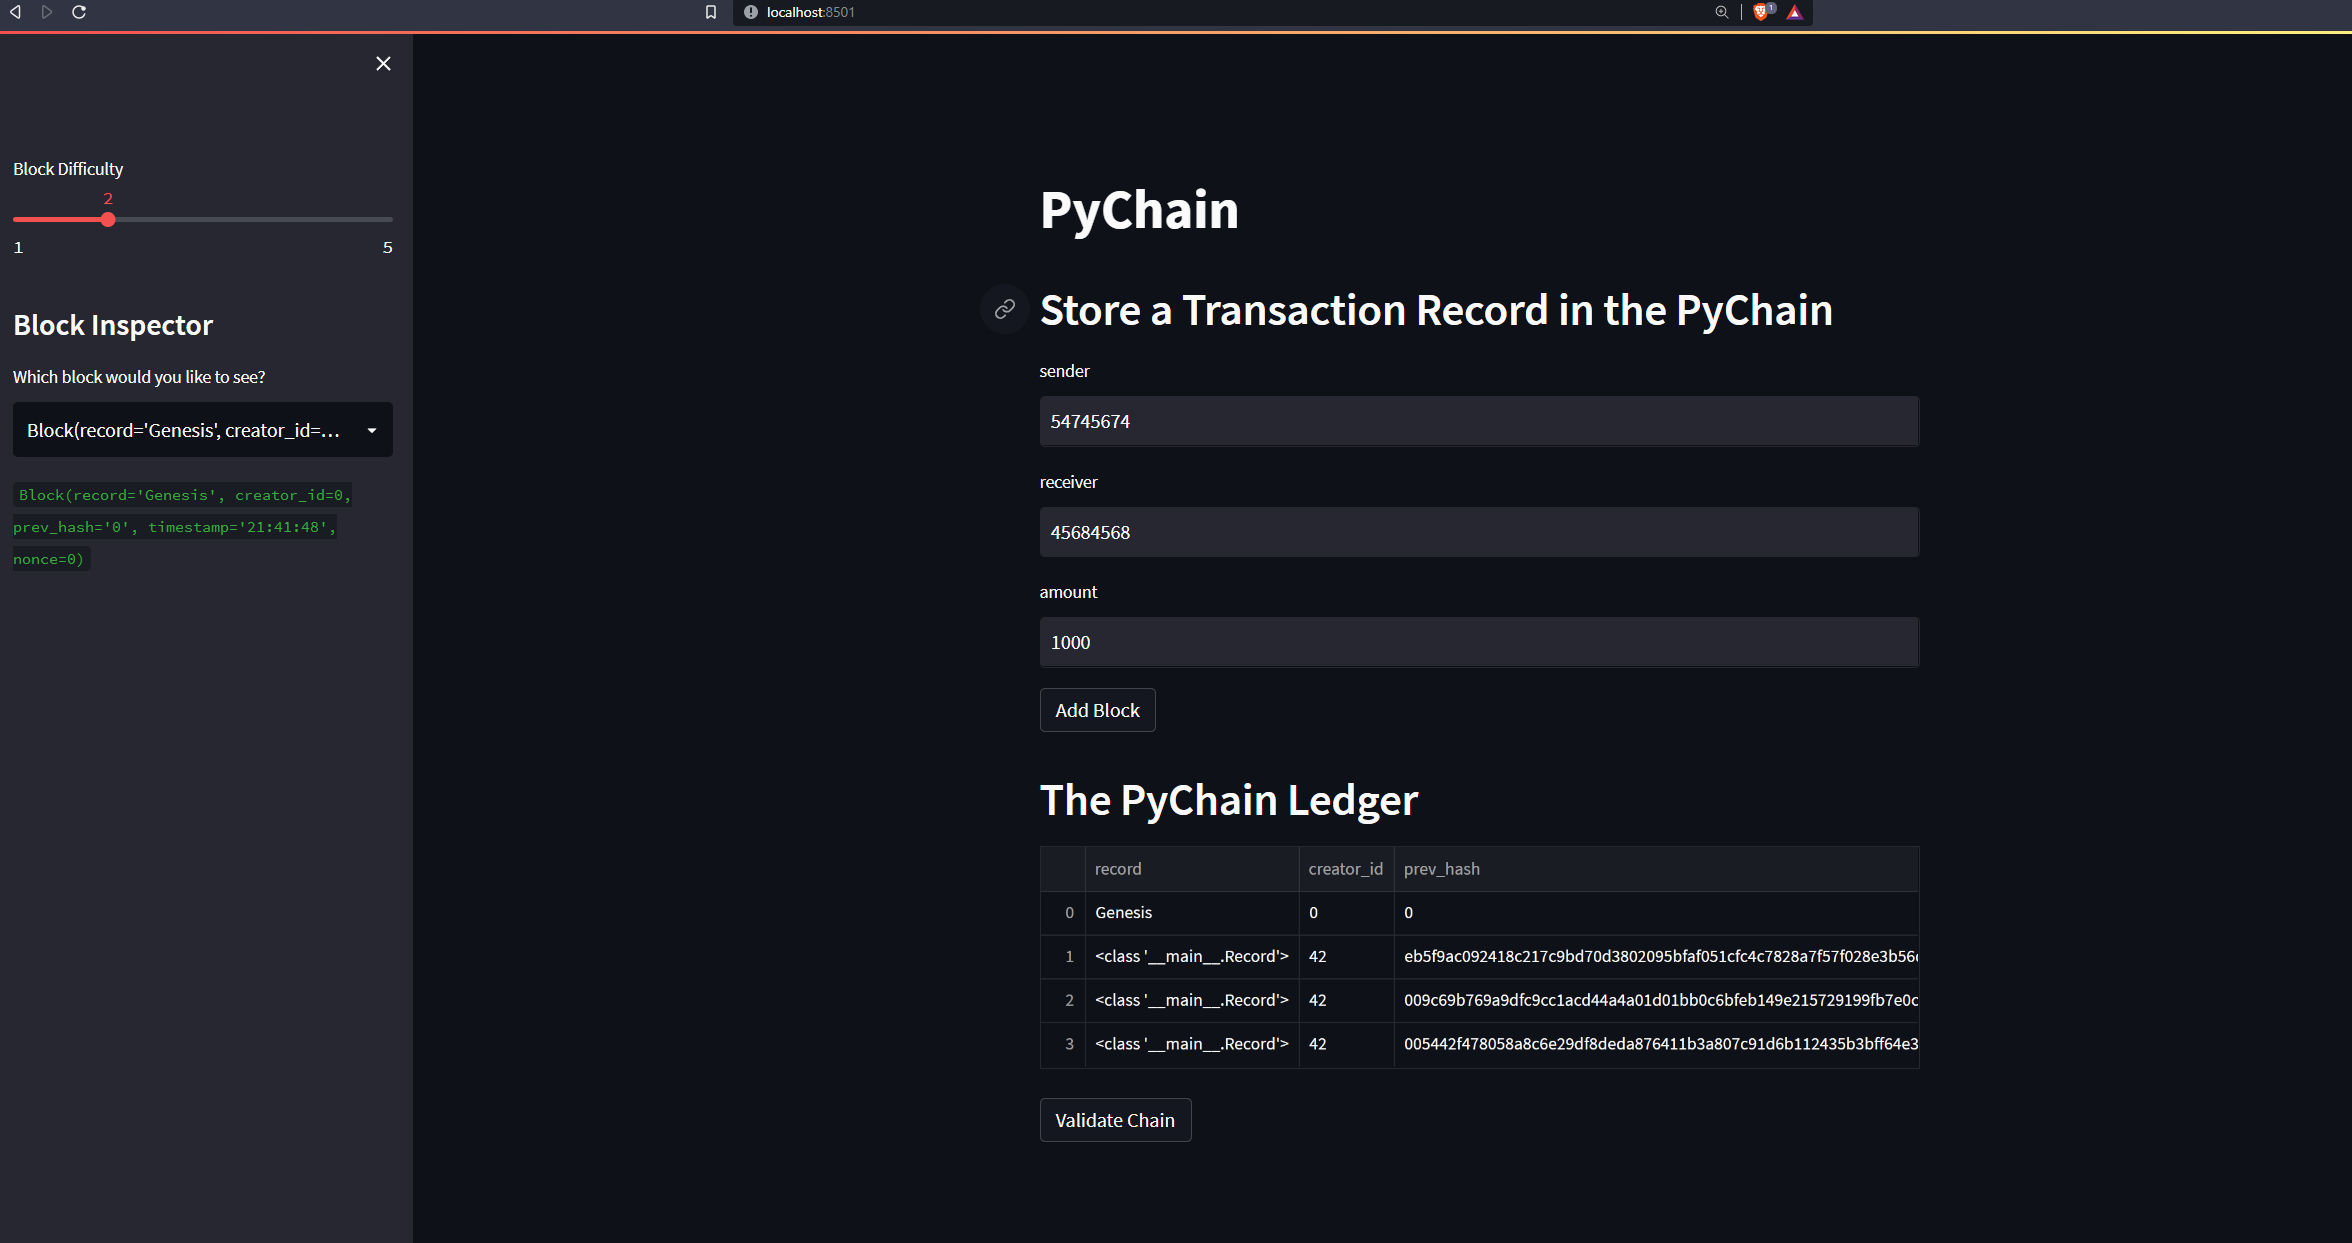 localhost:8501
1
Block Difficulty
2
1 5
Block Inspector
Which block would you like to see?
Block(record='Genesis', creator_id=...
Block(record='Genesis', creator_id=0,
prev_hash='0', timestamp='21:41:48',
nonce=0)
PyChain
Store a Transaction Record in the PyChain
sender
54745674
receiver
45684568
amount
1000
Add Block
The PyChain Ledger
record creator_id prev_hash
0 Genesis 0 0
1 <class '__main__.Record'> 42 eb5f9ac092418c217c9bd70d3802095bfaf051cfc4c7828a7f57f028e3b56
2 <class '__main__.Record'> 42 009c69b769a9dfc9cc1acd44a4a01d01bb0c6bfeb149e215729199fb7e0c
3 <class '__main__.Record'> 42 005442f478058a8c6e29df8deda876411b3a807c91d6b112435b3bff64e3
Validate Chain